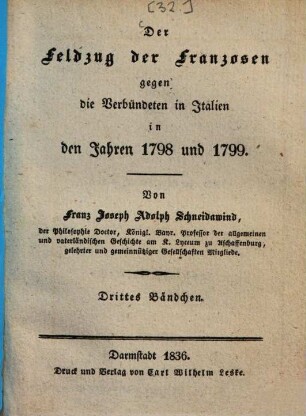 [32.]
Der
Feldzug der Franzosen
gegen
die Verbündeten in Italien
in
den Jahren 1798 und 1799.
Von
Franz Joseph Adolph Schneidawind,
der Philosophie Doctor, Königl. Bayr. Professor der allgemeinen
und vaterländischen Geschichte am K. Lyceum zu Aschaffenburg,
gelehrter und gemeinnütziger Gesellschaften Mitgliede.
Drittes Bändchen.
Darmstadt 1836.
Druck und Verlag von Carl Wilhelm Leske.